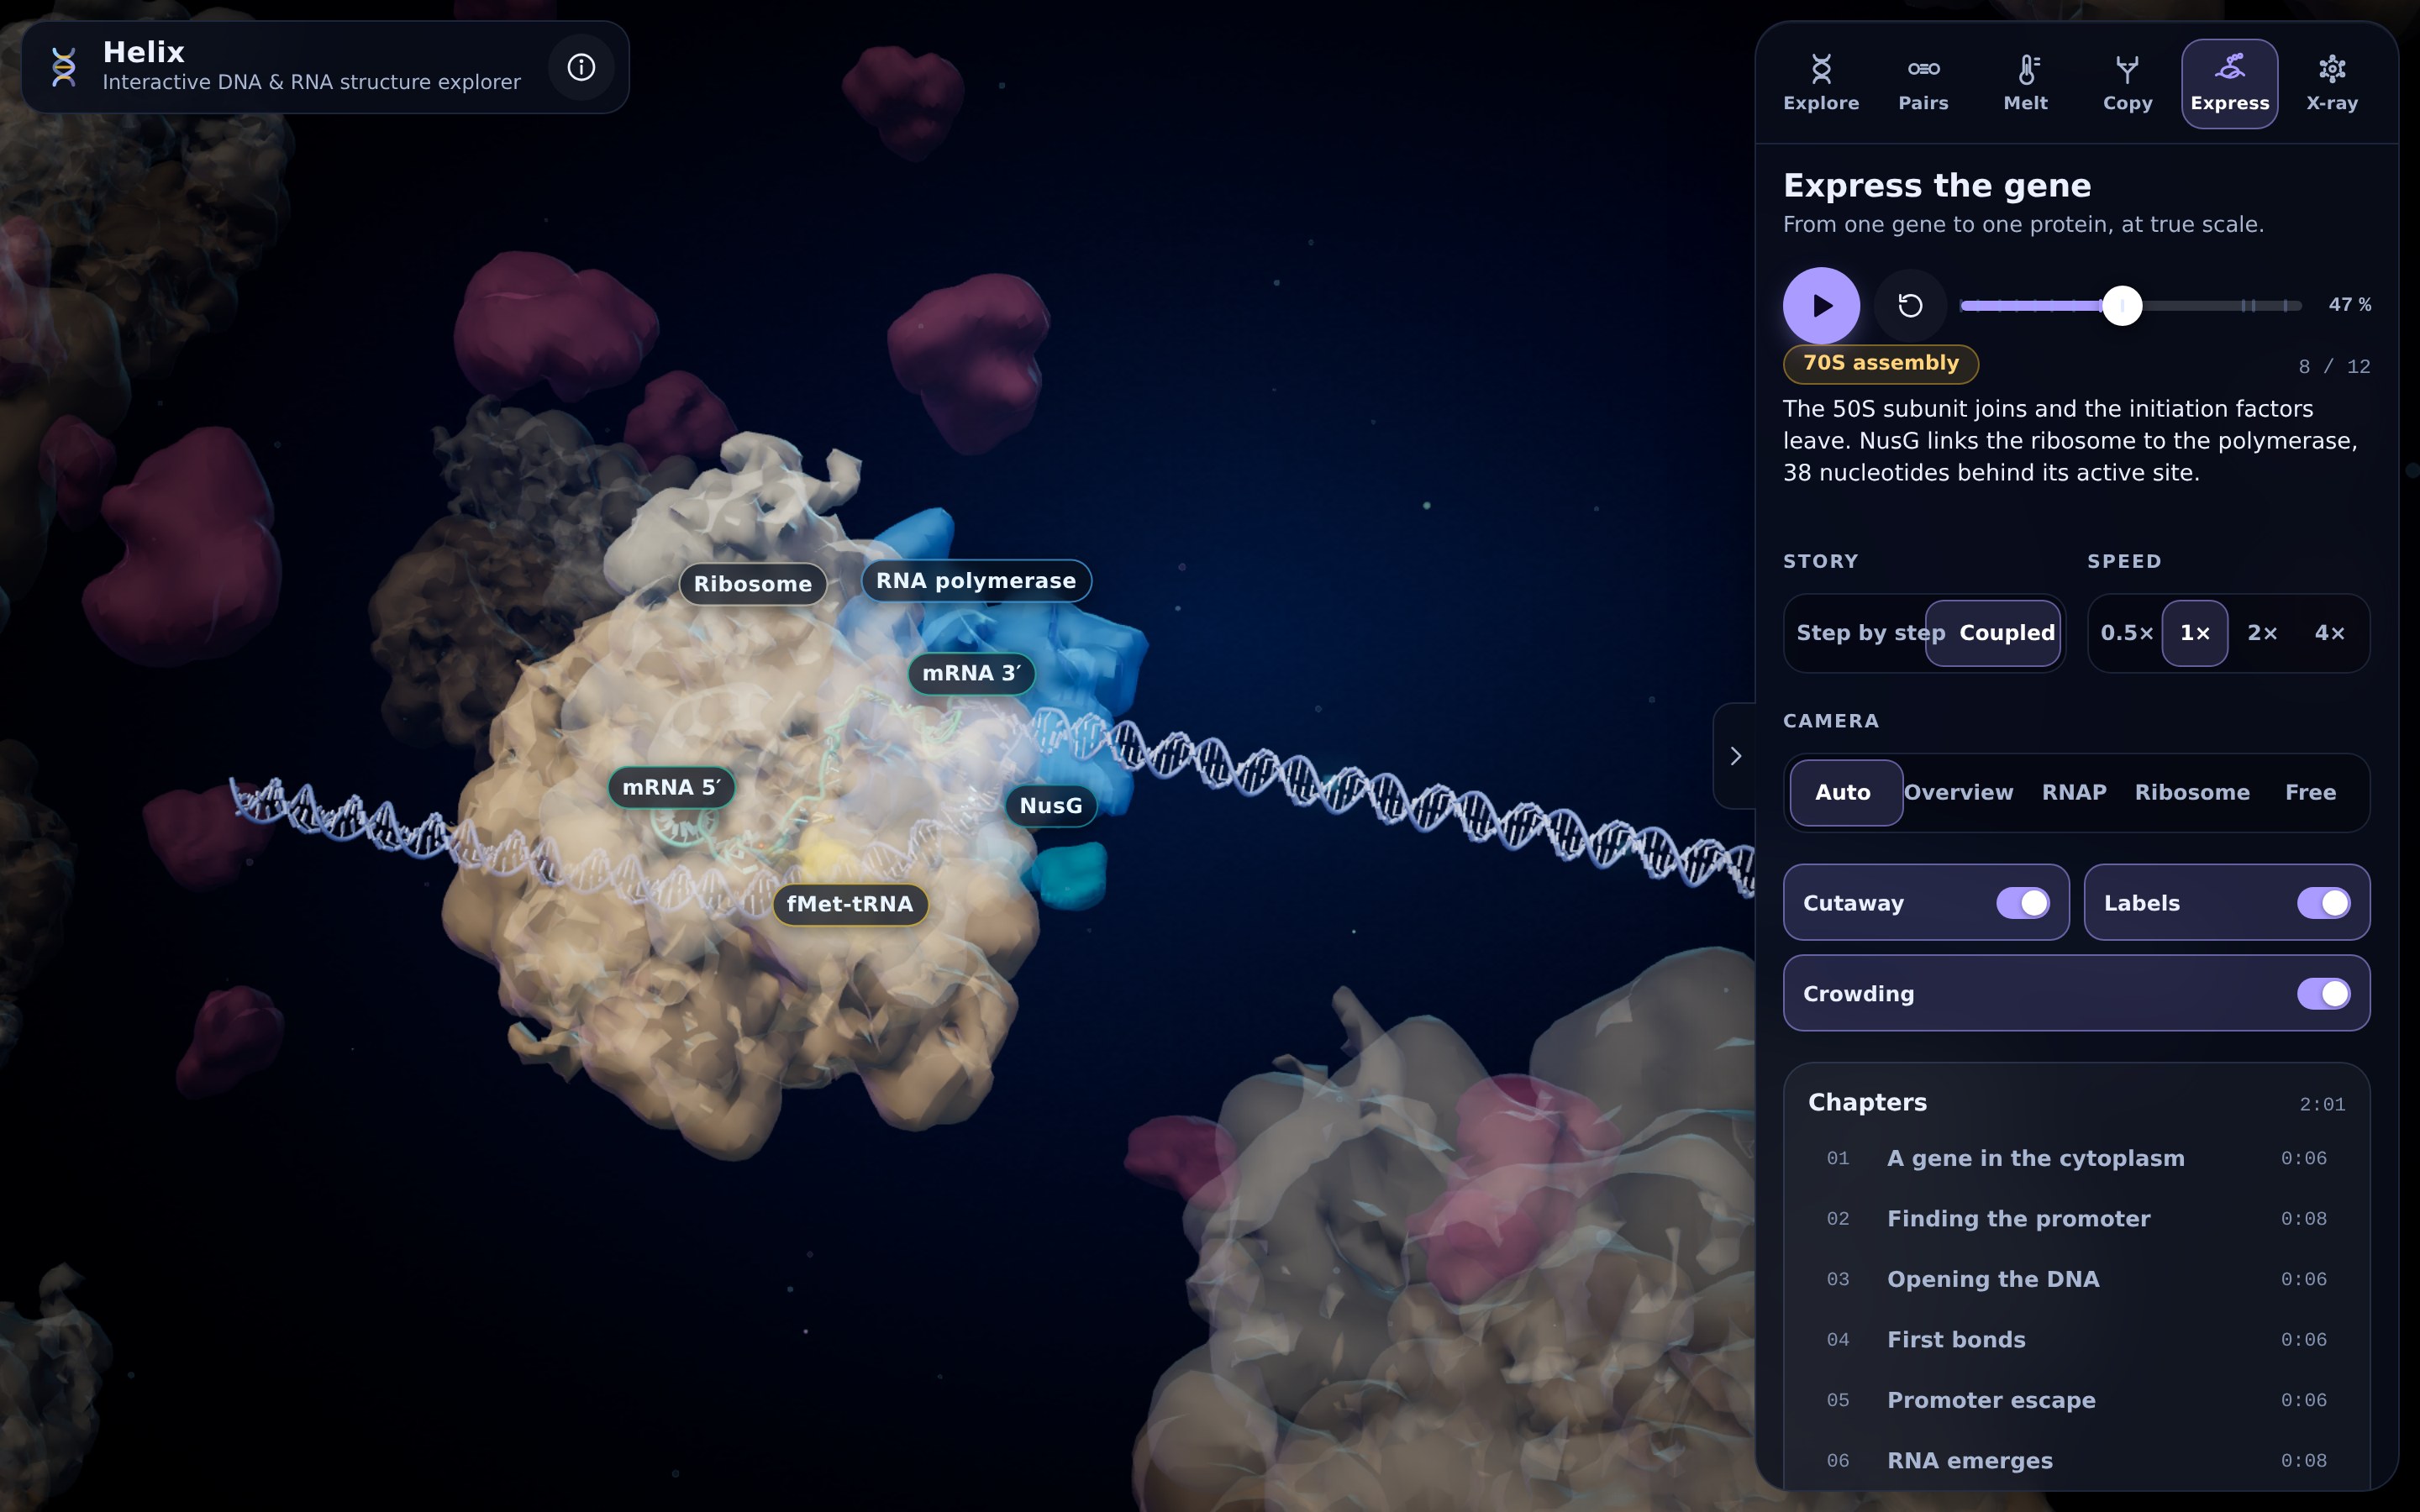 Helix
Interactive DNA & RNA structure explorer
Explore
Pairs
Melt
Copy
Express
X-ray
Express the gene
From one gene to one protein, at true scale.
47 %
70S assembly
8 / 12
The 50S subunit joins and the initiation factors
leave. NusG links the ribosome to the polymerase,
38 nucleotides behind its active site.
STORY
SPEED
Step by step
Coupled
0.5×
1×
2×
4×
CAMERA
Auto
Overview
RNAP
Ribosome
Free
Cutaway
Labels
Crowding
Chapters
2:01
01 A gene in the cytoplasm 0:06
02 Finding the promoter 0:08
03 Opening the DNA 0:06
04 First bonds 0:06
05 Promoter escape 0:06
06 RNA emerges 0:08
Ribosome
RNA polymerase
mRNA 3′
mRNA 5′
NusG
fMet-tRNA